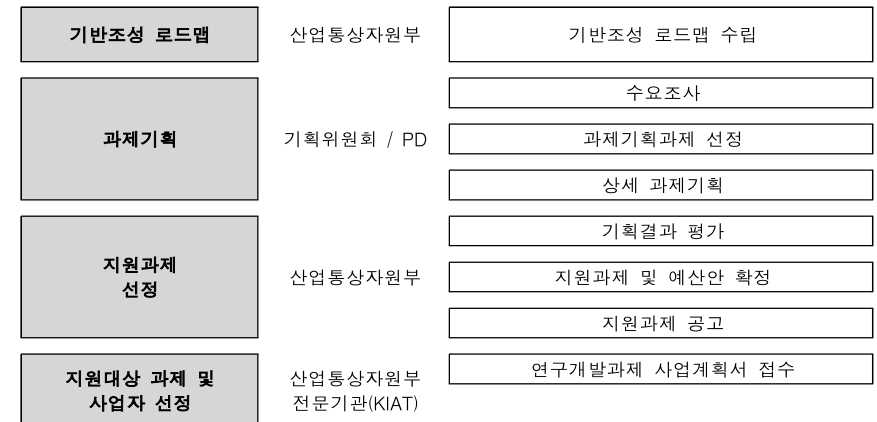 기반조성 로드맵 산업통상자원부 기반조성 로드맵 수립
수요조사
과제기획 기획위원회 / PD 과제기획과제 선정
상세 과제기획
기획결과 평가
지원과제
선정
산업통상자원부 지원과제 및 예산안 확정
지원과제 공고
지원대상 과제 및
사업자 선정
산업통상자원부
전문기관(KIAT)
연구개발과제 사업계획서 접수